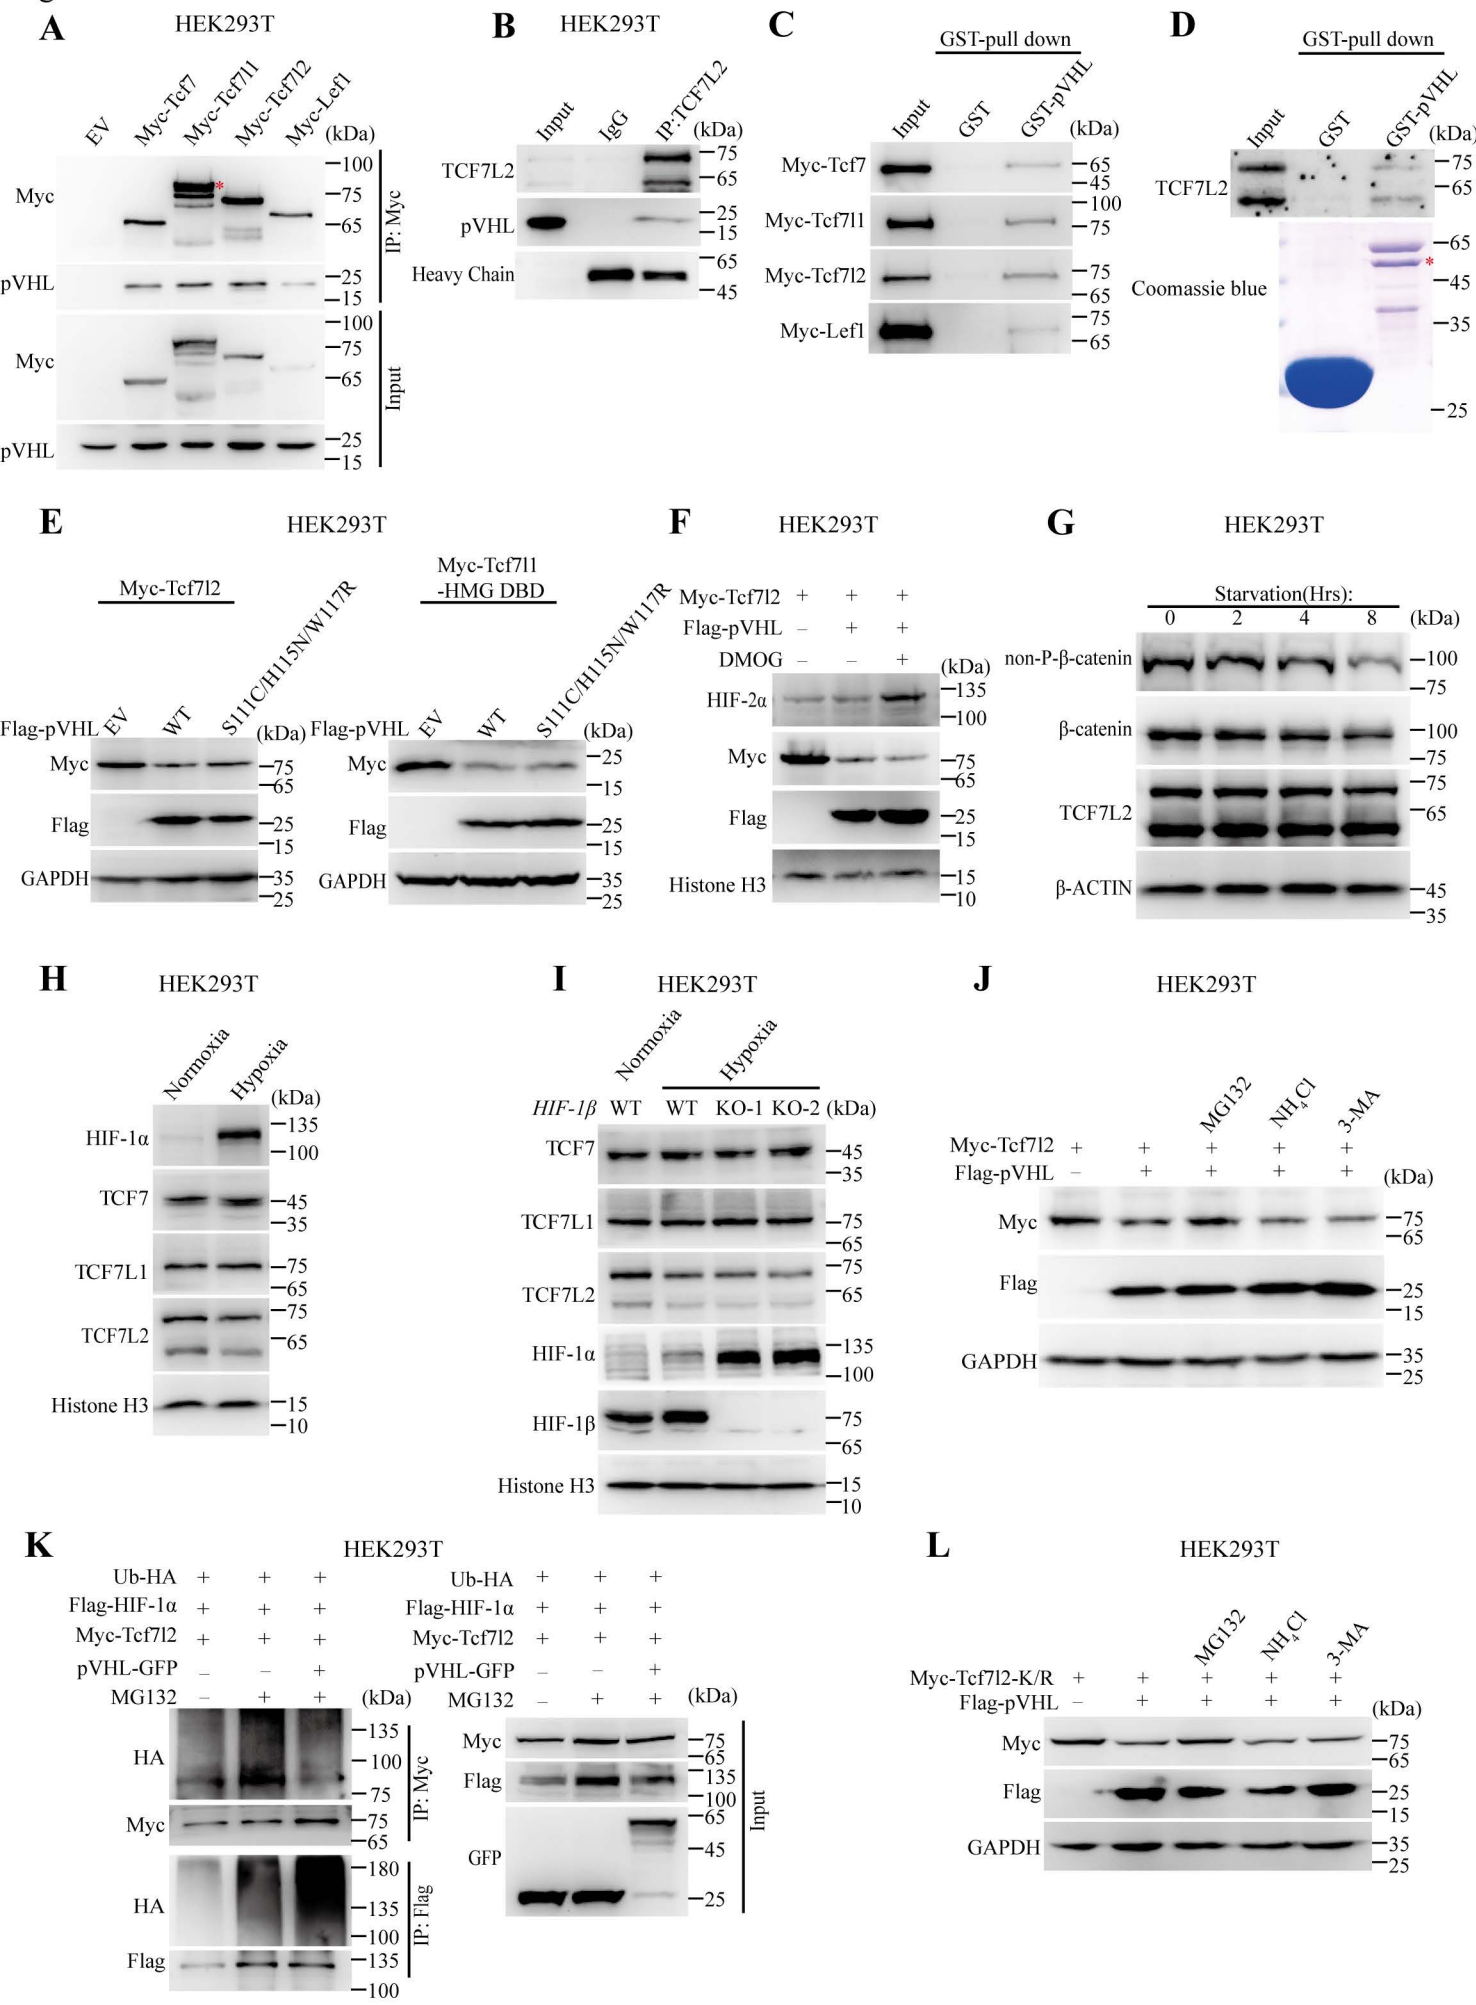 A
HEK293T
EV
Myc-Tcf7
Myc-Tcf7l1
Myc-Tcf7l2
Myc-Lef1
(kDa)
Myc
*
100
75
65
pVHL
25
15
IP: Myc
Myc
100
75
65
pVHL
25
15
Input
B
HEK293T
Input
IgG
IP:TCF7L2
(kDa)
TCF7L2
75
65
pVHL
25
15
Heavy Chain
65
45
C
GST-pull down
Input
GST
GST-pVHL
(kDa)
Myc-Tcf7
65
45
Myc-Tcf7l1
100
75
Myc-Tcf7l2
75
65
Myc-Lef1
75
65
D
GST-pull down
Input
GST
GST-pVHL
(kDa)
TCF7L2
75
65
Coomassie blue
65
*
45
35
25
E
HEK293T
Myc-Tcf7l2
Flag-pVHL
EV
WT
S111C/H115N/W117R
(kDa)
Myc
75
65
Flag
25
15
GAPDH
35
25
Myc-Tcf7l1
-HMG DBD
Flag-pVHL
EV
WT
S111C/H115N/W117R
(kDa)
Myc
25
15
Flag
25
15
GAPDH
35
25
F
HEK293T
Myc-Tcf7l2 + + +
Flag-pVHL – + +
DMOG – – +
(kDa)
HIF-2α
135
100
Myc
75
65
Flag
25
15
Histone H3
15
10
G
HEK293T
Starvation(Hrs):
0 2 4 8 (kDa)
non-P-β-catenin
100
75
β-catenin
100
75
TCF7L2
75
65
β-ACTIN
45
35
H
HEK293T
Normoxia
Hypoxia
(kDa)
HIF-1α
135
100
TCF7
45
35
TCF7L1
75
65
TCF7L2
75
65
Histone H3
15
10
I
HEK293T
Normoxia
Hypoxia
HIF-1β WT WT KO-1 KO-2 (kDa)
TCF7
45
35
TCF7L1
75
65
TCF7L2
75
65
HIF-1α
135
100
HIF-1β
75
65
Histone H3
15
10
J
HEK293T
MG132
NH4Cl
3-MA
Myc-Tcf7l2 + + + + +
Flag-pVHL – + + + +
(kDa)
Myc
75
65
Flag
25
15
GAPDH
35
25
K
HEK293T
Ub-HA + + +
Flag-HIF-1α + + +
Myc-Tcf7l2 + + +
pVHL-GFP – – +
MG132 – + +
(kDa)
HA
135
100
75
Myc
75
65
IP: Myc
HA
180
135
100
Flag
135
100
IP: Flag
Ub-HA + + +
Flag-HIF-1α + + +
Myc-Tcf7l2 + + +
pVHL-GFP – – +
MG132 – + +
(kDa)
Myc
75
65
Flag
135
100
GFP
65
45
25
Input
L
HEK293T
MG132
NH4Cl
3-MA
Myc-Tcf7l2-K/R + + + + +
Flag-pVHL – + + + +
(kDa)
Myc
75
65
Flag
25
15
GAPDH
35
25